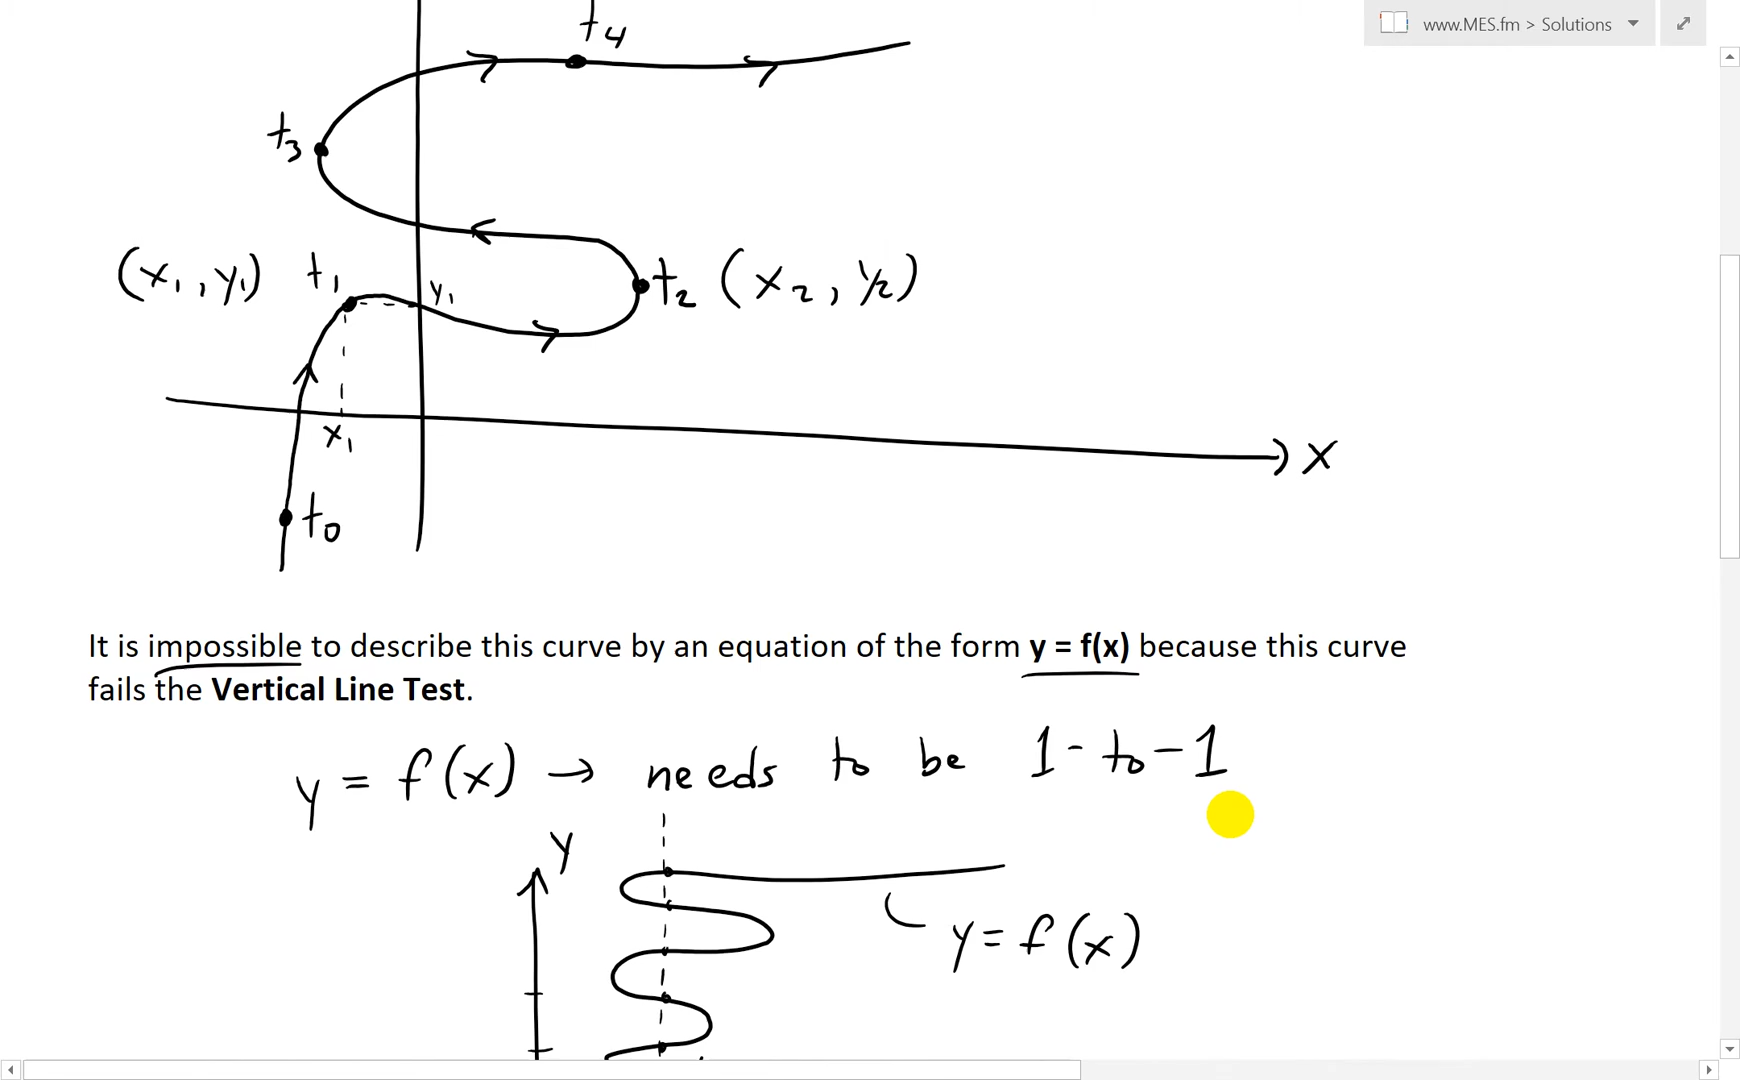 www.MES.fm > Solutions
t4
t3
(x1, y1) t1 y1 t2 (x2, y2)
x1 x
t0
It is impossible to describe this curve by an equation of the form y = f(x) because this curve
fails the Vertical Line Test.
y = f(x) → needs to be 1-to-1
y
y = f(x)